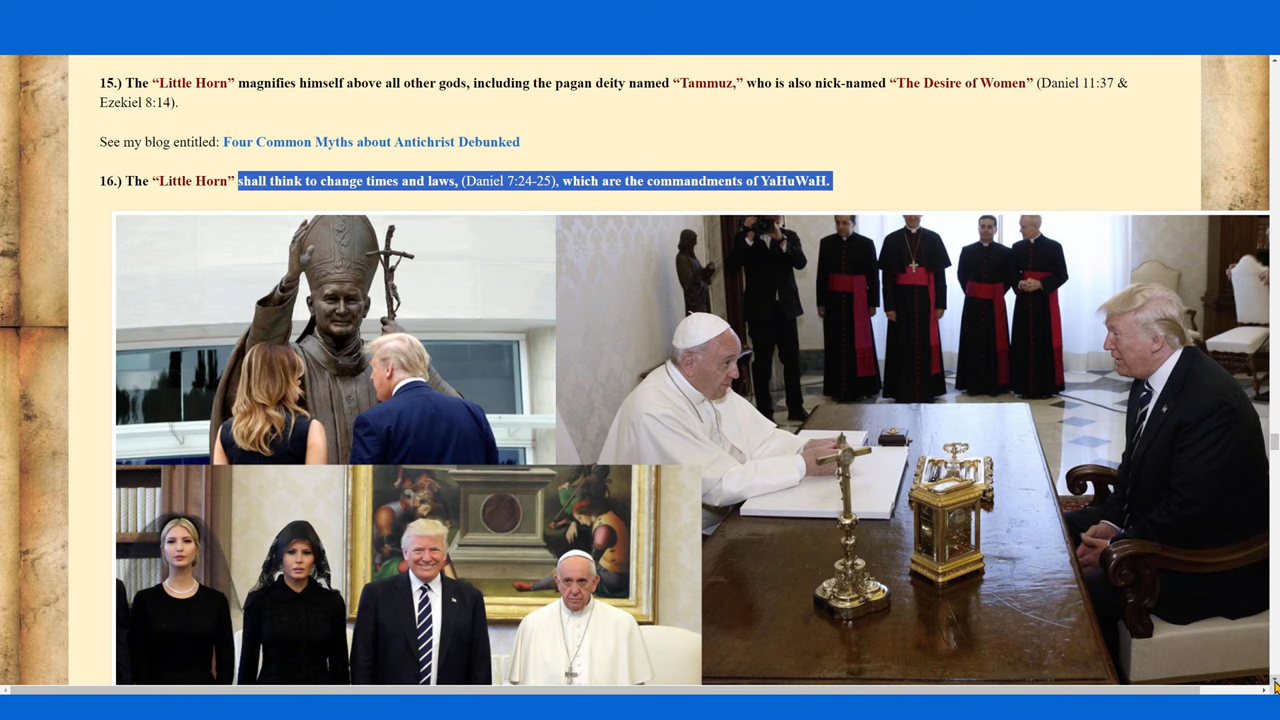 15.) The “Little Horn” magnifies himself above all other gods, including the pagan deity named “Tammuz,” who is also nick-named “The Desire of Women” (Daniel 11:37 &
Ezekiel 8:14).
See my blog entitled: Four Common Myths about Antichrist Debunked
16.) The “Little Horn” shall think to change times and laws, (Daniel 7:24-25), which are the commandments of YaHuWaH.